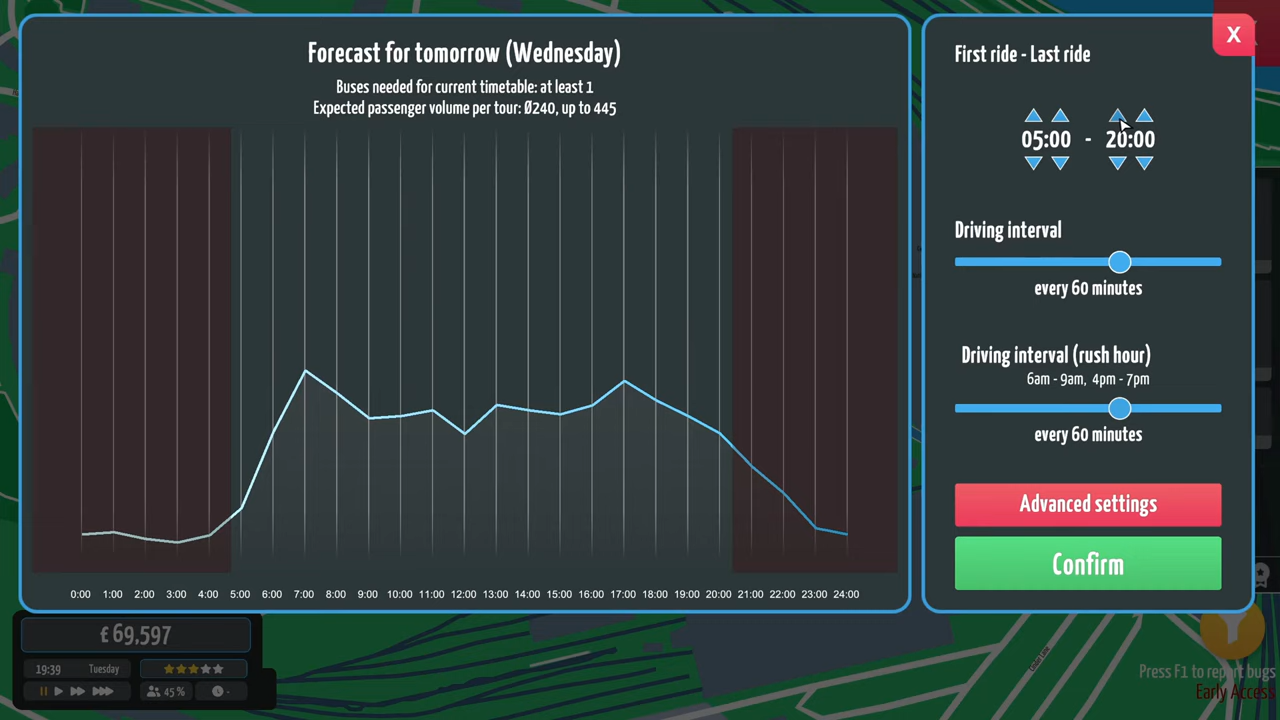 Forecast for tomorrow (Wednesday)
Buses needed for current timetable: at least 1
Expected passenger volume per tour: Ø240, up to 445
0:00 1:00 2:00 3:00 4:00 5:00 6:00 7:00 8:00 9:00 10:00 11:00 12:00 13:00 14:00 15:00 16:00 17:00 18:00 19:00 20:00 21:00 22:00 23:00 24:00
X
First ride - Last ride
05:00 - 20:00
Driving interval
every 60 minutes
Driving interval (rush hour)
6am - 9am, 4pm - 7pm
every 60 minutes
Advanced settings
Confirm
£ 69,597
19:39 Tuesday
45 % -
Press F1 to report bugs
Early Access